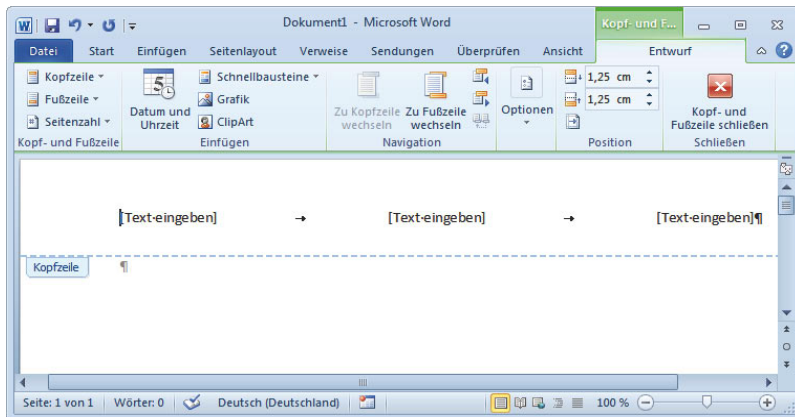 Dokument1 - Microsoft Word
Kopf- und F...
Datei Start Einfügen Seitenlayout Verweise Sendungen Überprüfen Ansicht Entwurf
Kopfzeile
Fußzeile
Seitenzahl
Kopf- und Fußzeile
5
Datum und
Uhrzeit
Schnellbausteine
Grafik
ClipArt
Einfügen
Zu Kopfzeile
wechseln
Zu Fußzeile
wechseln
Navigation
Optionen
1,25 cm
1,25 cm
Position
Kopf- und
Fußzeile schließen
Schließen
[Text·eingeben] → [Text·eingeben] → [Text·eingeben]¶
Kopfzeile ¶
Seite: 1 von 1 Wörter: 0 Deutsch (Deutschland) 100 %